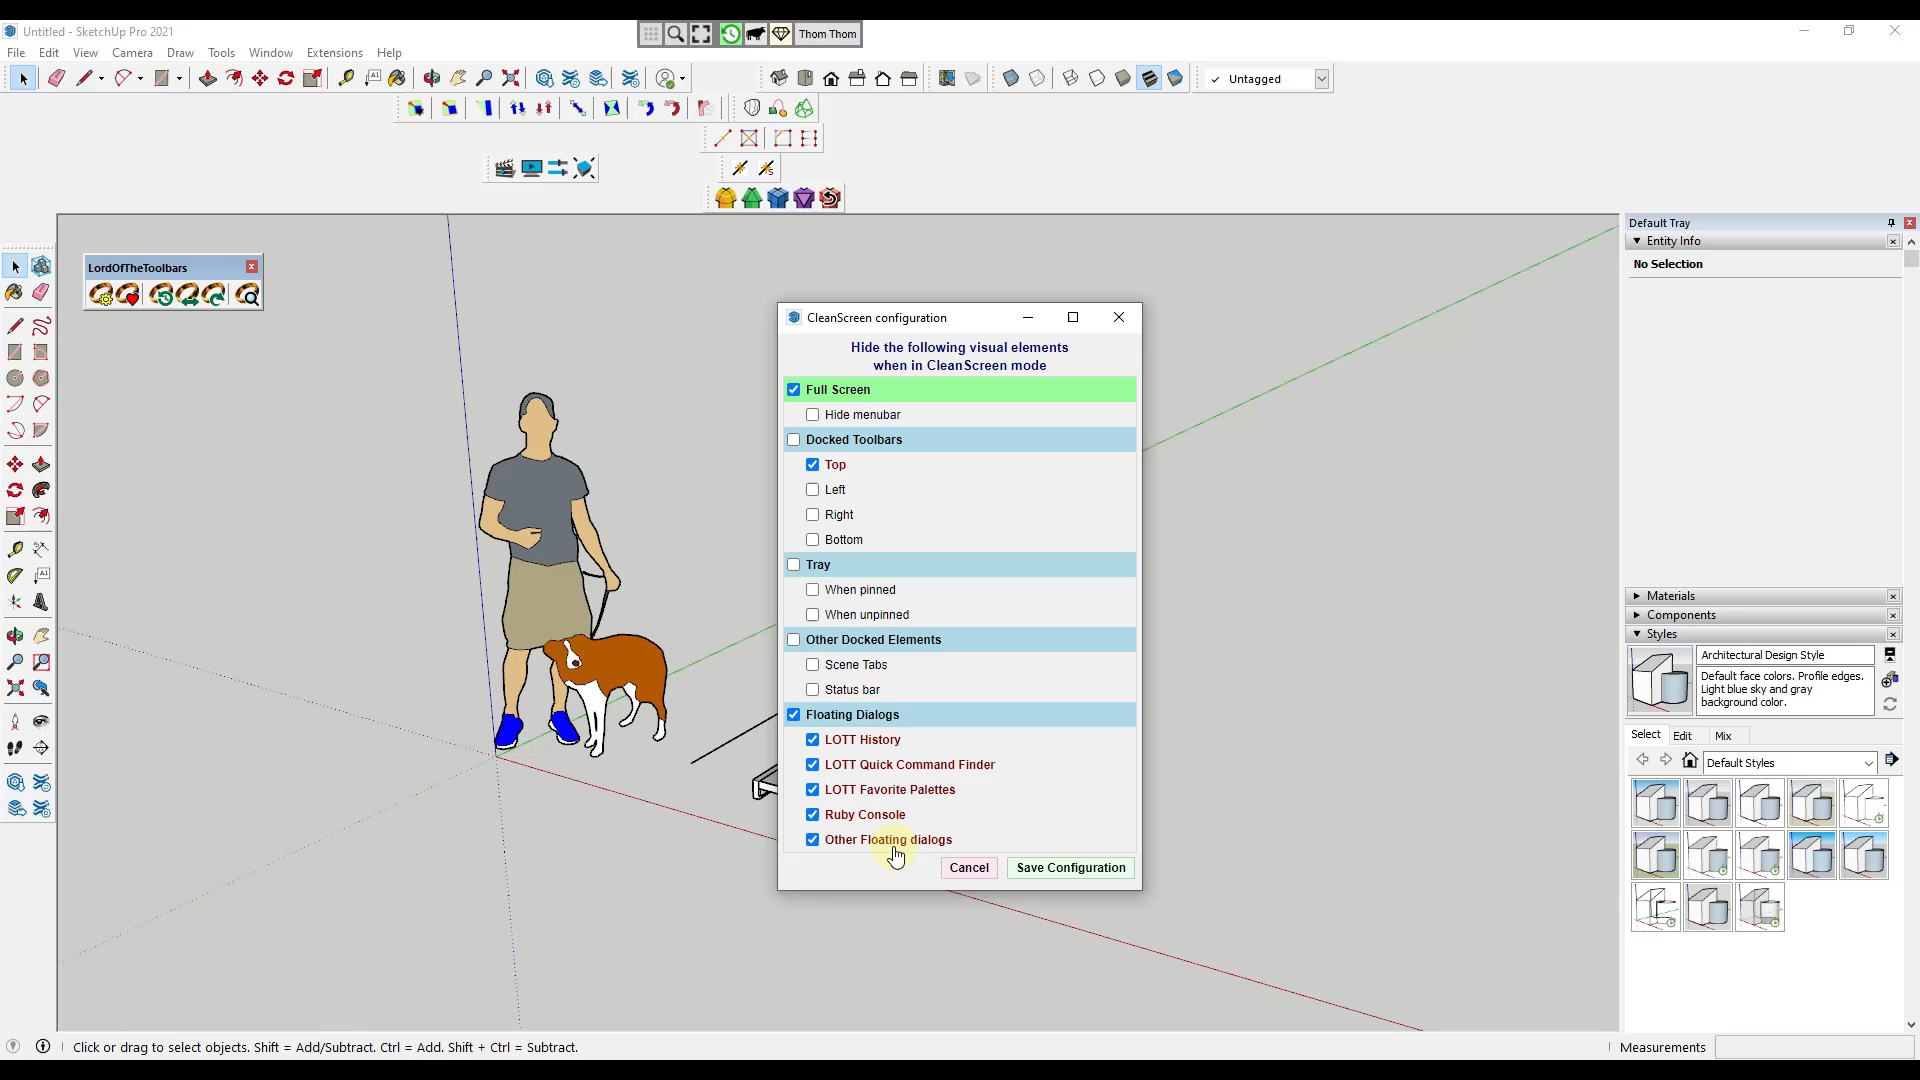 Untitled - SketchUp Pro 2021
Thom Thom
File Edit View Camera Draw Tools Window Extensions Help
Untagged
LordOfTheToolbars
Default Tray
Entity Info
No Selection
CleanScreen configuration
Hide the following visual elements
when in CleanScreen mode
Full Screen
Hide menubar
Docked Toolbars
Top
Left
Right
Bottom
Tray
When pinned
When unpinned
Other Docked Elements
Scene Tabs
Status bar
Floating Dialogs
LOTT History
LOTT Quick Command Finder
LOTT Favorite Palettes
Ruby Console
Other Floating dialogs
Cancel Save Configuration
Materials
Components
Styles
Architectural Design Style
Default face colors. Profile edges.
Light blue sky and gray
background color.
Select Edit Mix
Default Styles
Click or drag to select objects. Shift = Add/Subtract. Ctrl = Add. Shift + Ctrl = Subtract.
Measurements